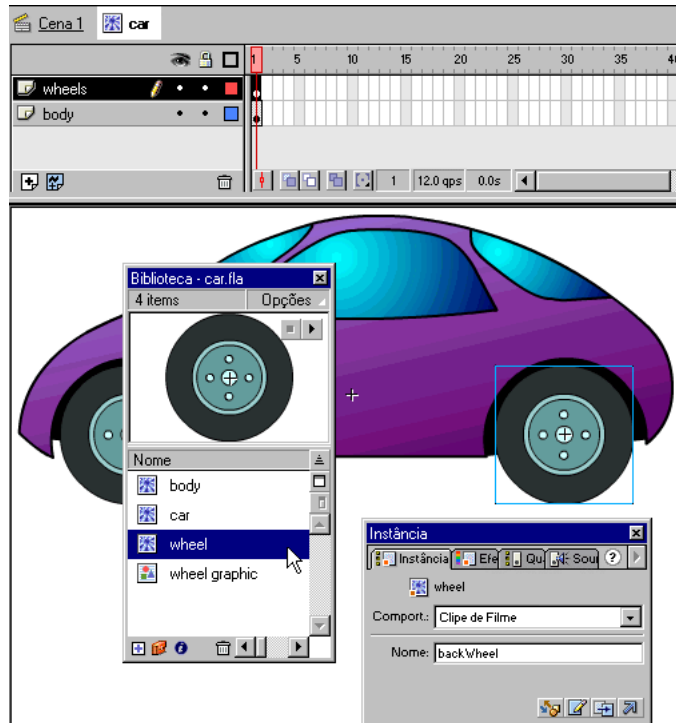 Cena 1 car
1 5 10 15 20 25 30 35 40
wheels
body
1 12.0 qps 0.0s
Biblioteca - car.fla
4 items Opções
Nome
body
car
wheel
wheel graphic
Instância
Instância Efe Qu Soun ?
wheel
Comport.: Clipe de Filme
Nome: backWheel